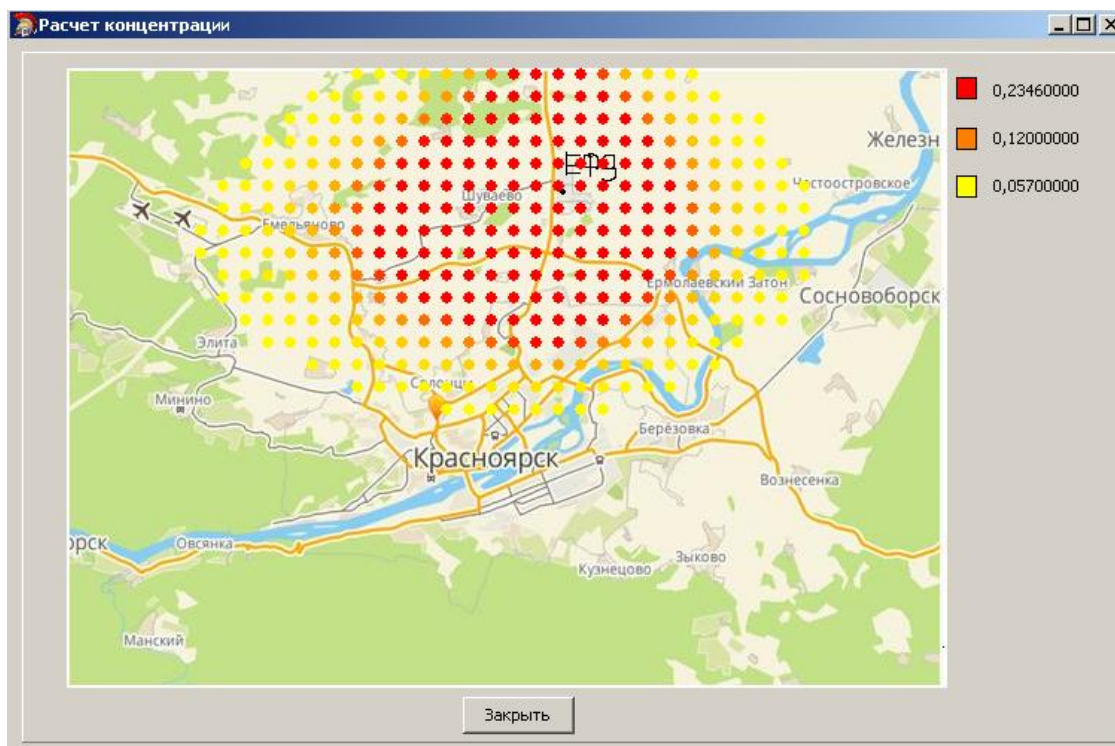 Расчет концентрации
0,23460000
Железн
0,12000000
Частоостровское
0,05700000
Шуваево
Емельяново
Ермолаевский Затон
Сосновоборск
Элита
Солонцы
Минино
Берёзовка
Красноярск
Вознесенка
орск
Овсянка
Зыково
Кузнецово
Манский
Закрыть